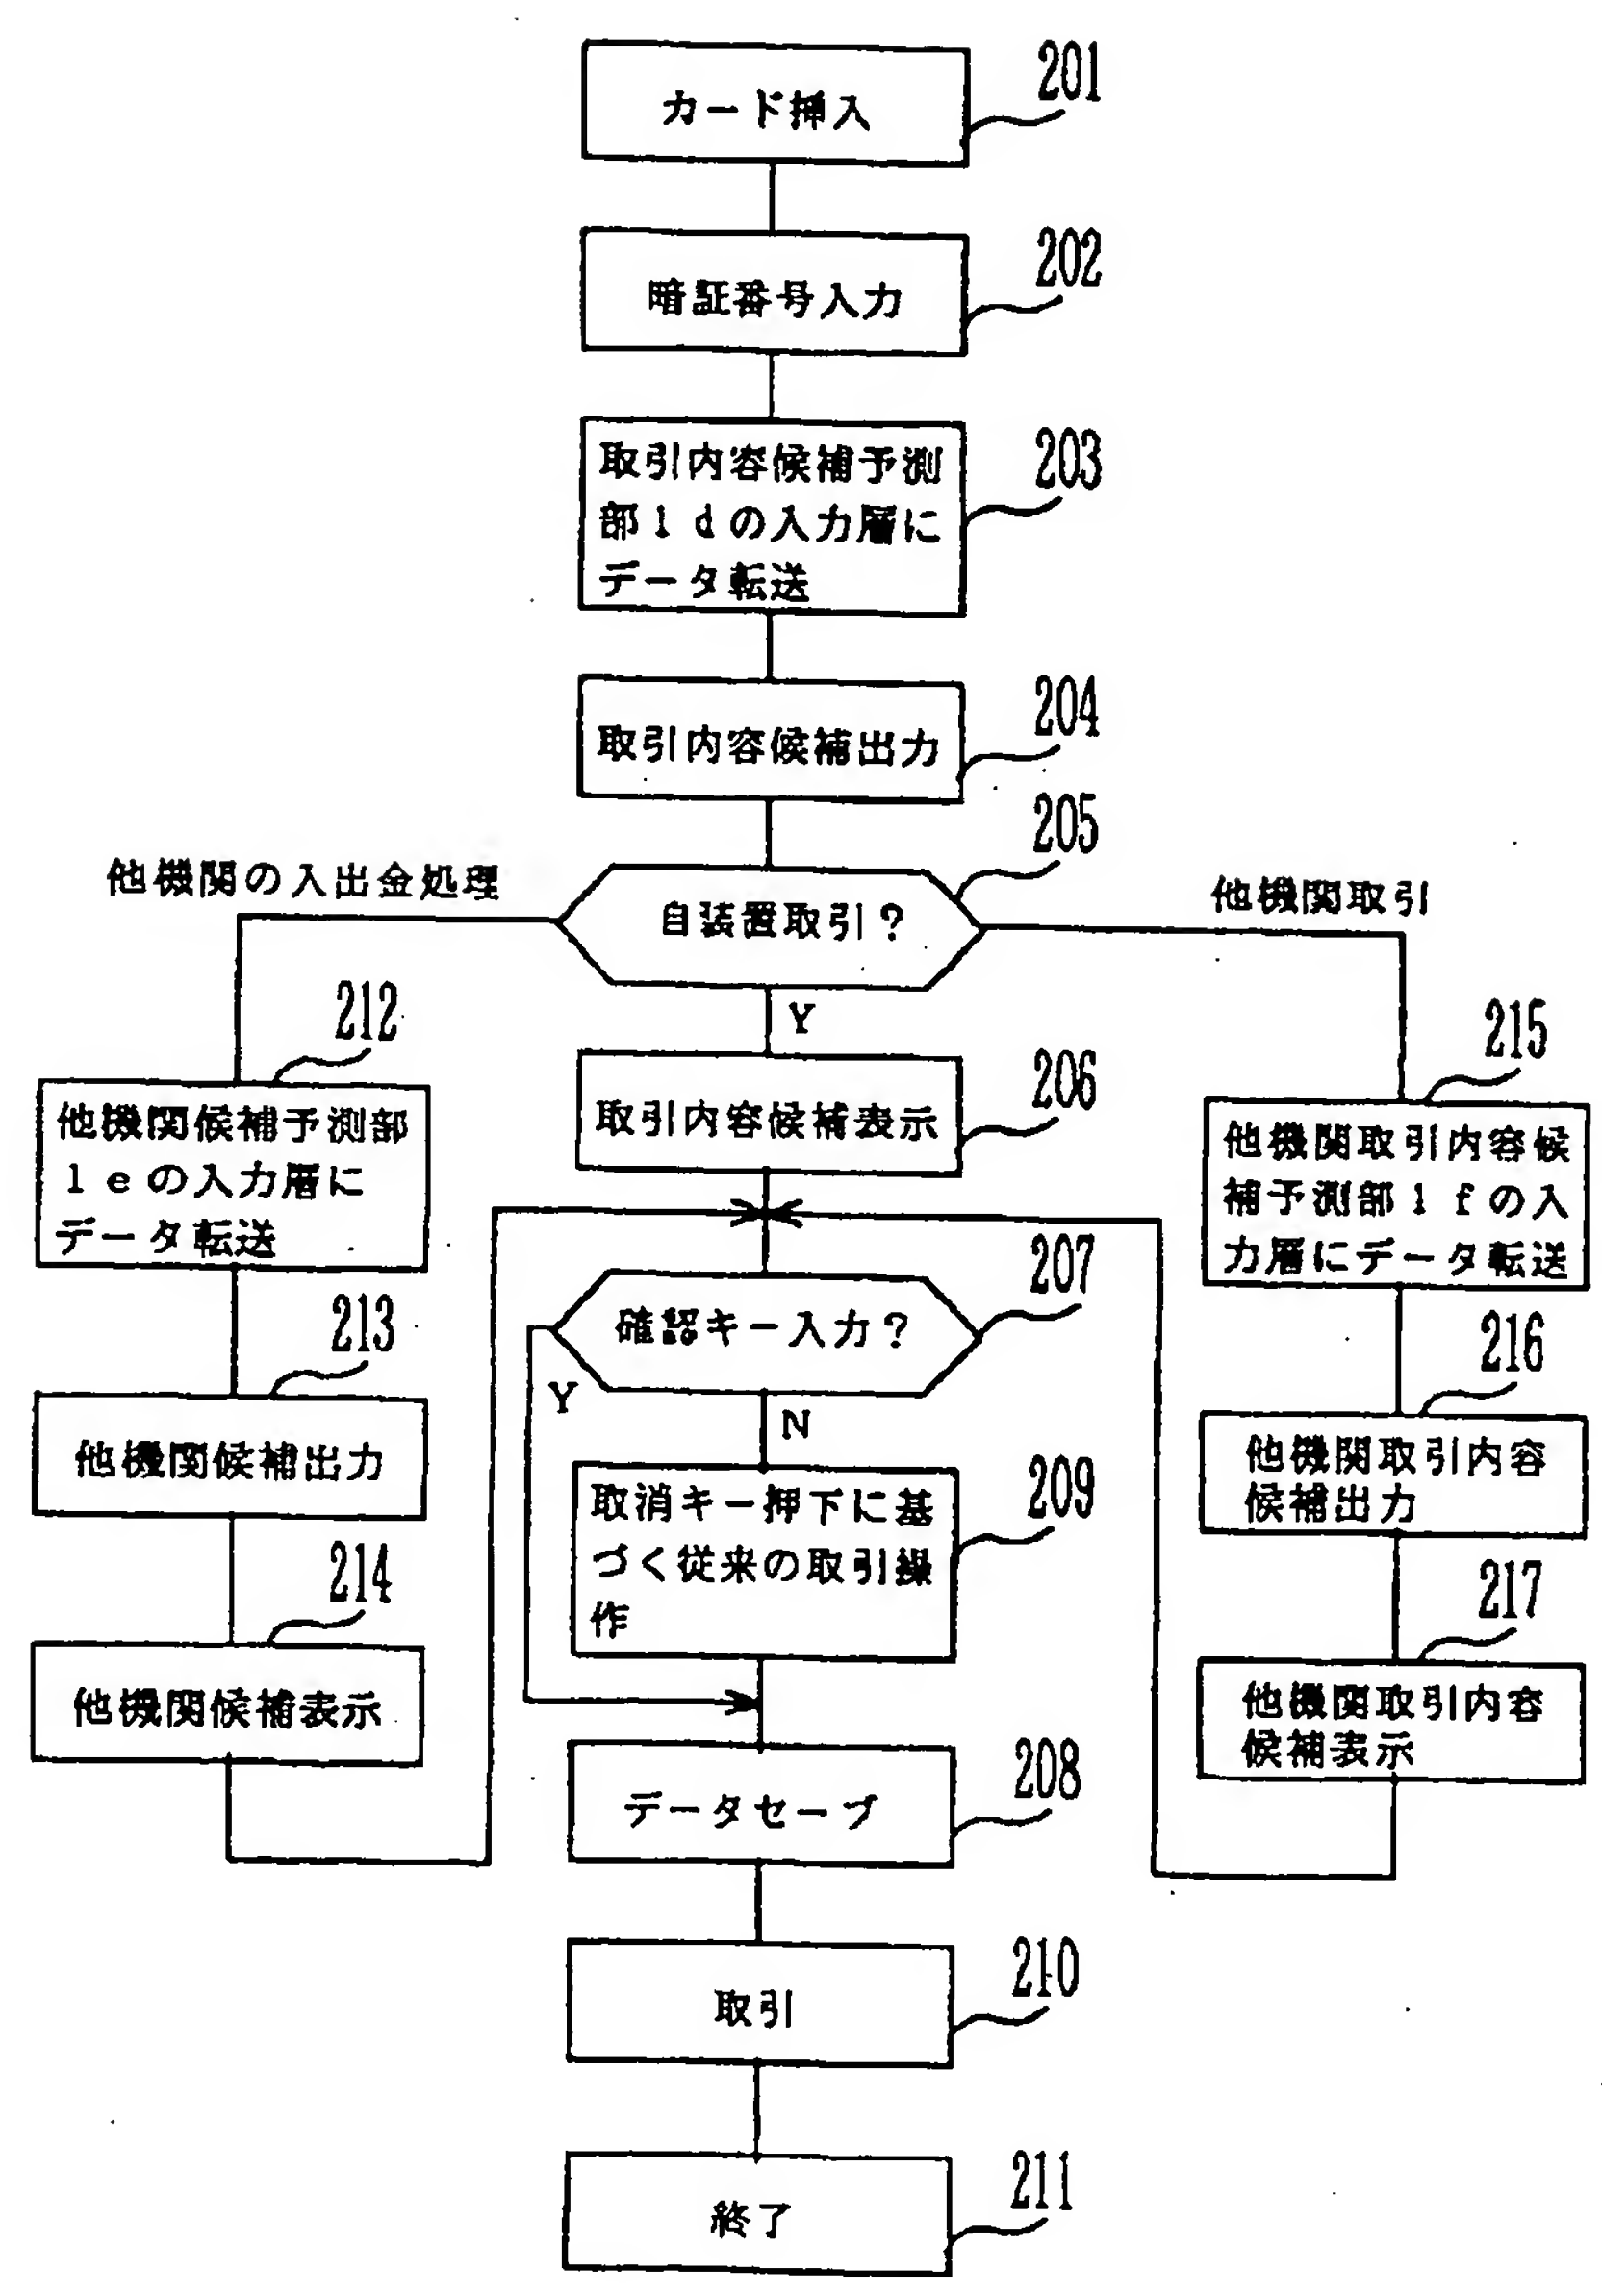 カード挿入
201
暗証番号入力
202
取引内容候補予測
部1dの入力層に
データ転送
203
取引内容候補出力
204
自装置取引?
205
他機関の入出金処理
他機関取引
Y
取引内容候補表示
206
212
他機関候補予測部
1eの入力層に
データ転送
213
他機関候補出力
214
他機関候補表示
215
他機関取引内容候
補予測部1fの入
力層にデータ転送
216
他機関取引内容
候補出力
217
他機関取引内容
候補表示
確認キー入力?
207
Y
N
取消キー押下に基
づく従来の取引操
作
209
データセーブ
208
取引
210
終了
211